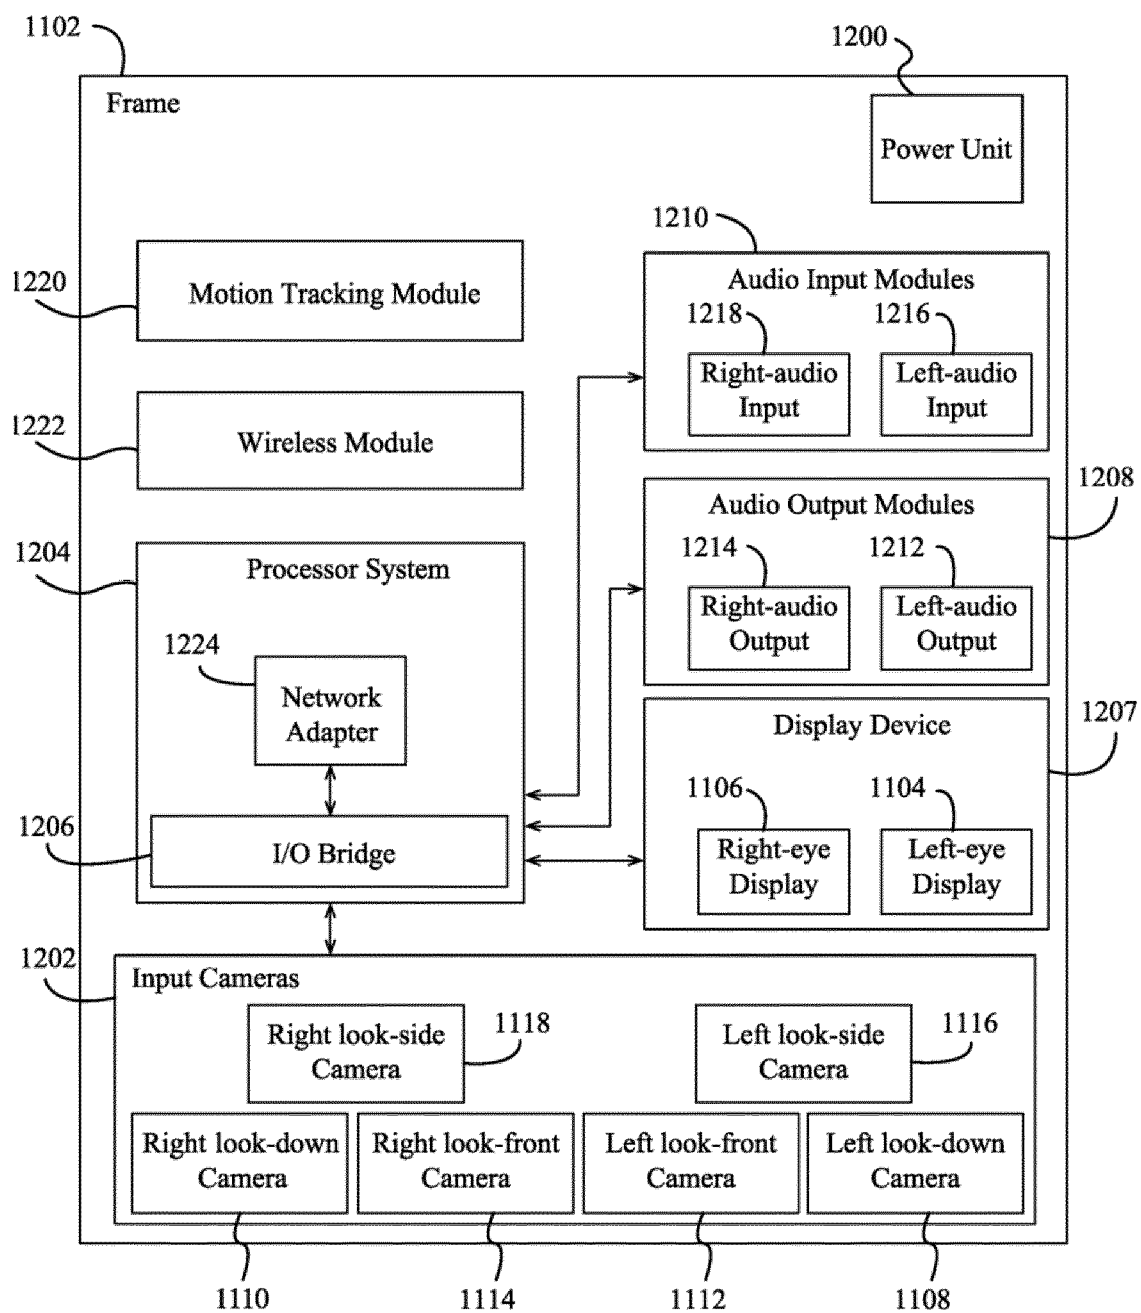 1102
1200
Frame
Power Unit
1210
1220
Motion Tracking Module
Audio Input Modules
1218
1216
Right-audio
Input
Left-audio
Input
1222
Wireless Module
1208
Audio Output Modules
1204
Processor System
1214
1212
Right-audio
Output
Left-audio
Output
1224
Network
Adapter
1207
Display Device
1106
1104
1206
I/O Bridge
Right-eye
Display
Left-eye
Display
1202
Input Cameras
Right look-side
Camera
1118
Left look-side
Camera
1116
Right look-down
Camera
Right look-front
Camera
Left look-front
Camera
Left look-down
Camera
1110
1114
1112
1108